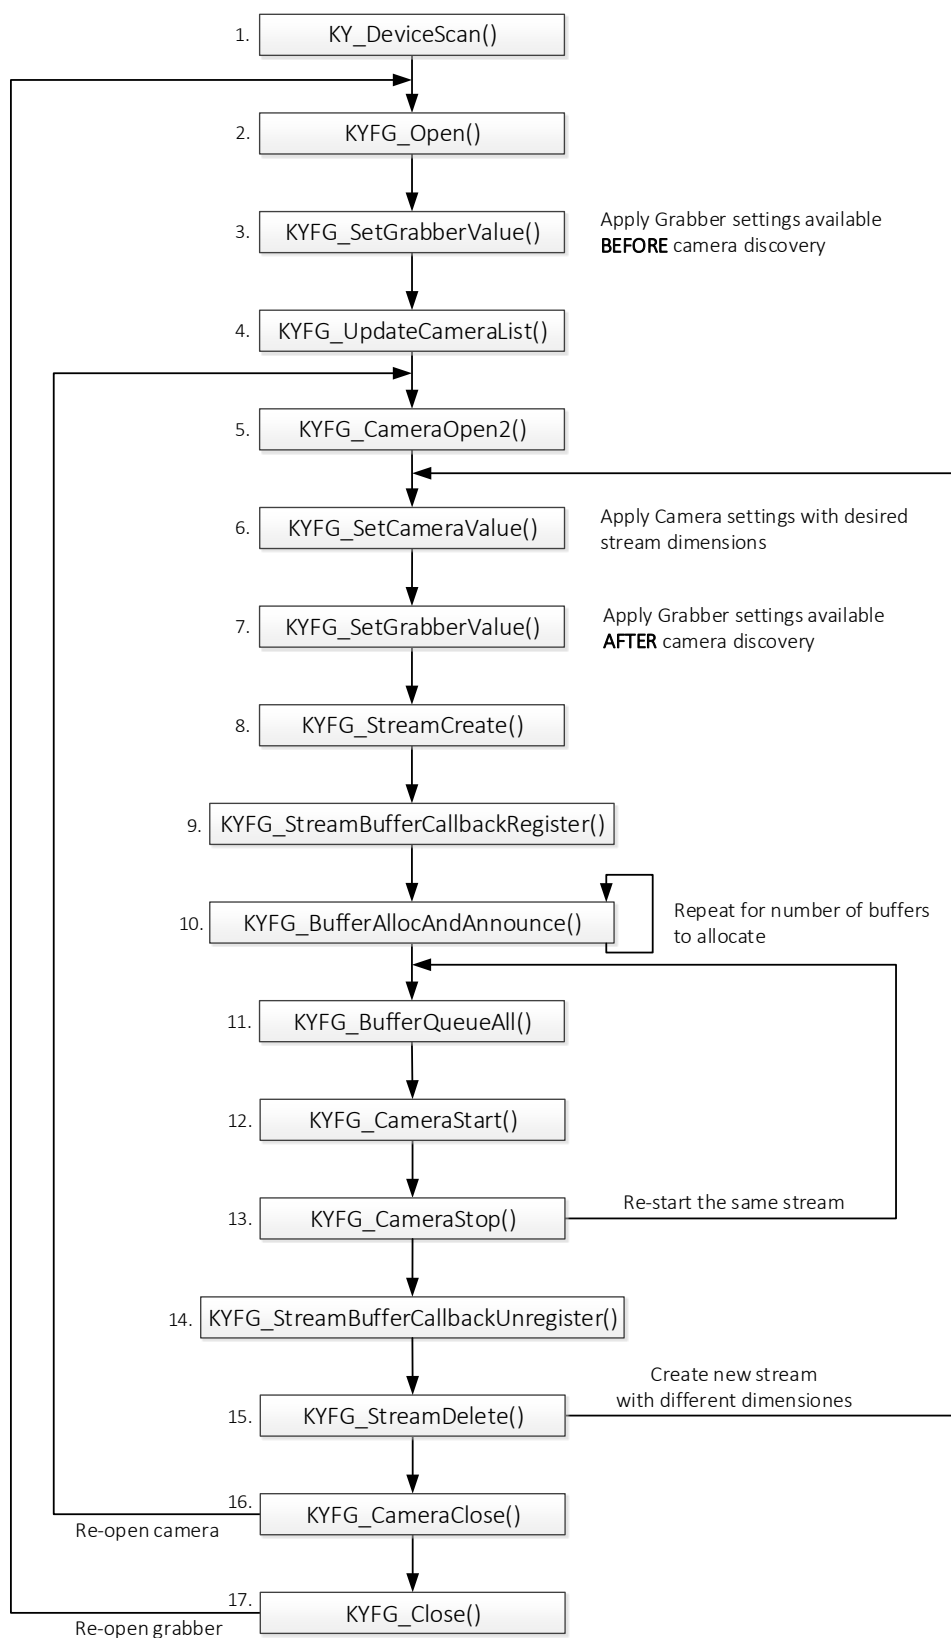 1. KY_DeviceScan()
2. KYFG_Open()
3. KYFG_SetGrabberValue()
Apply Grabber settings available
BEFORE camera discovery
4. KYFG_UpdateCameraList()
5. KYFG_CameraOpen2()
6. KYFG_SetCameraValue()
Apply Camera settings with desired
stream dimensions
7. KYFG_SetGrabberValue()
Apply Grabber settings available
AFTER camera discovery
8. KYFG_StreamCreate()
9. KYFG_StreamBufferCallbackRegister()
10. KYFG_BufferAllocAndAnnounce()
Repeat for number of buffers
to allocate
11. KYFG_BufferQueueAll()
12. KYFG_CameraStart()
13. KYFG_CameraStop()
Re-start the same stream
14. KYFG_StreamBufferCallbackUnregister()
Create new stream
with different dimensiones
15. KYFG_StreamDelete()
16. KYFG_CameraClose()
Re-open camera
17. KYFG_Close()
Re-open grabber